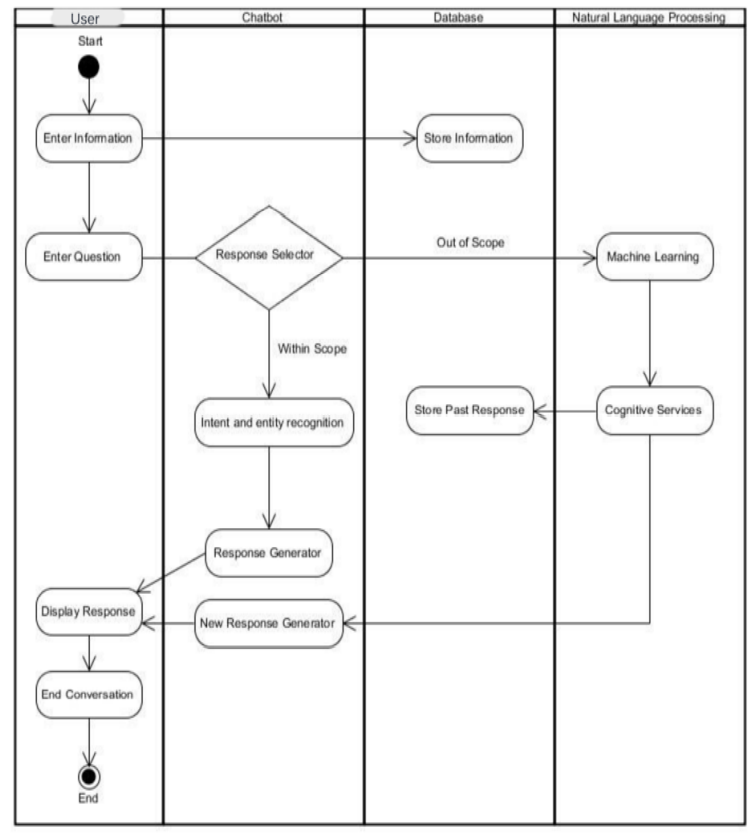 User
Chatbot
Database
Natural Language Processing
Start
Enter Information
Store Information
Enter Question
Response Selector
Out of Scope
Machine Learning
Within Scope
Intent and entity recognition
Store Past Response
Cognitive Services
Response Generator
Display Response
New Response Generator
End Conversation
End